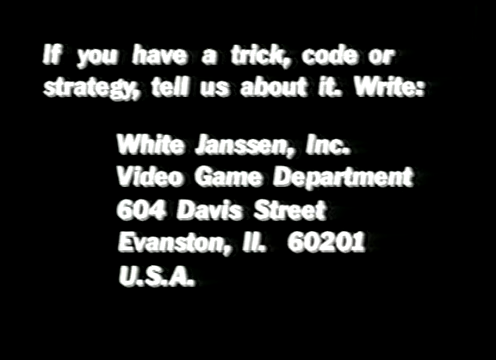 If you have a trick, code or
strategy, tell us about it. Write:
White Janssen, Inc.
Video Game Department
604 Davis Street
Evanston, Il. 60201
U.S.A.